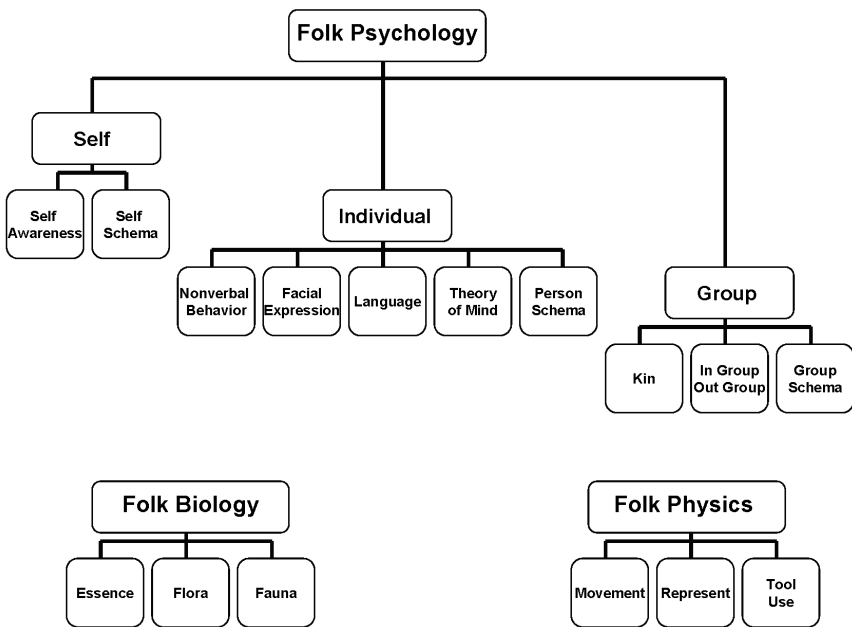 Folk Psychology
Self
Self
Awareness
Self
Schema
Individual
Nonverbal
Behavior
Facial
Expression
Language
Theory
of Mind
Person
Schema
Group
Kin
In Group
Out Group
Group
Schema
Folk Biology
Essence
Flora
Fauna
Folk Physics
Movement
Represent
Tool
Use